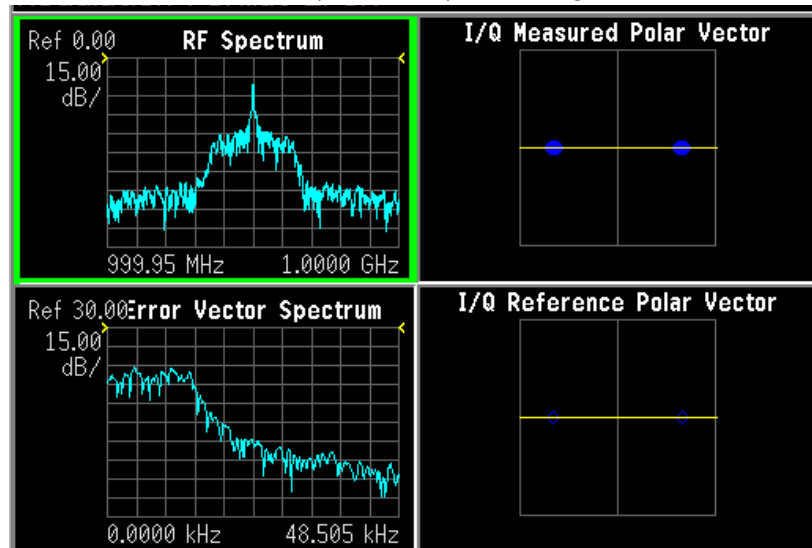 Ref 0.00 RF Spectrum
15.00
dB/
999.95 MHz 1.0000 GHz
I/Q Measured Polar Vector
Ref 30.00 Error Vector Spectrum
15.00
dB/
0.0000 kHz 48.505 kHz
I/Q Reference Polar Vector